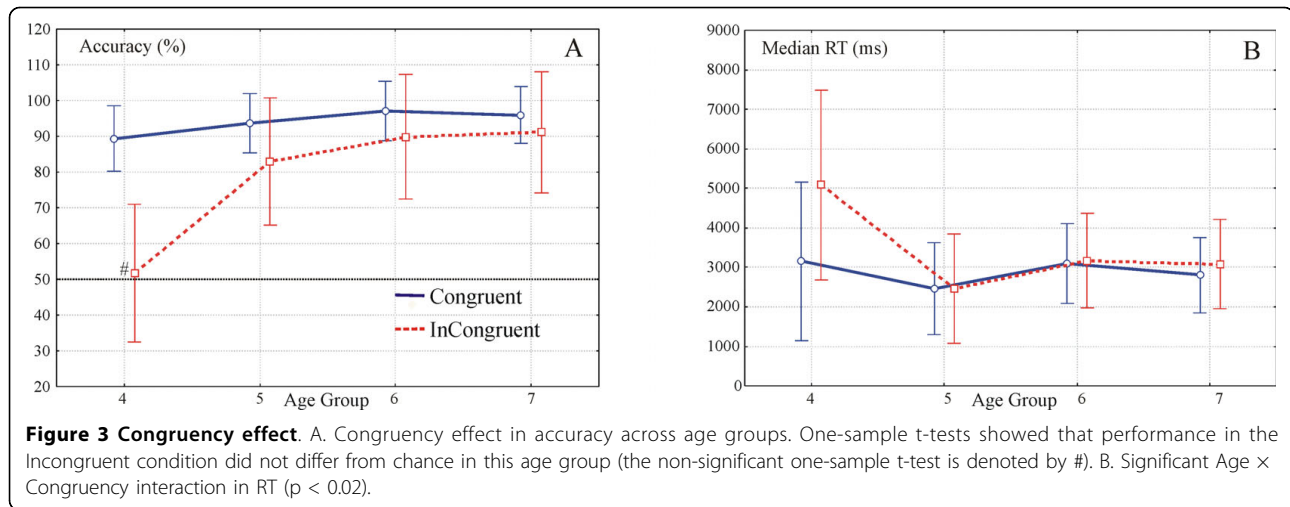 Accuracy (%)
A
120
110
100
90
80
70
60
50
40
30
20
#
Congruent
InCongruent
4
5
Age Group
6
7
Median RT (ms)
B
9000
8000
7000
6000
5000
4000
3000
2000
1000
0
4
5
Age Group
6
7
Figure 3 Congruency effect. A. Congruency effect in accuracy across age groups. One-sample t-tests showed that performance in the
Incongruent condition did not differ from chance in this age group (the non-significant one-sample t-test is denoted by #). B. Significant Age ×
Congruency interaction in RT (p < 0.02).